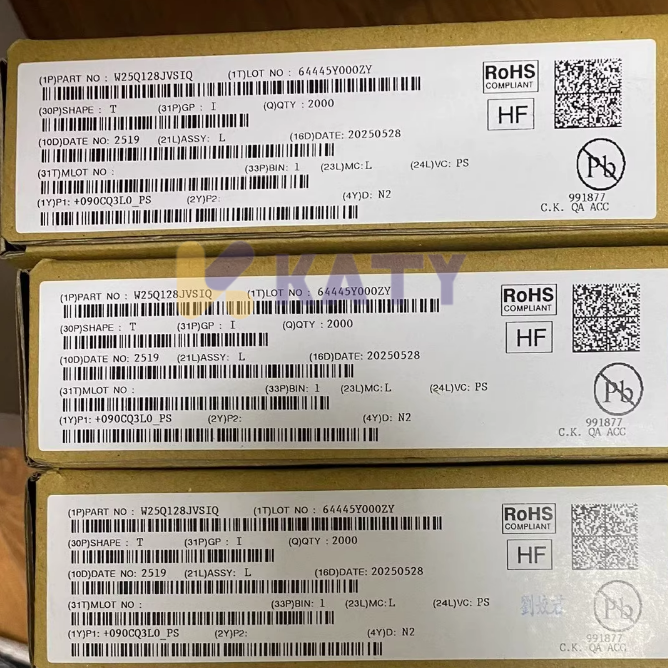 (1P)PART NO : W25Q128JVSIQ (1T)LOT NO : 64445Y000ZY
(30P)SHAPE : T (31P)GP : I (Q)QTY : 2000
(10D)DATE NO: 2519 (21L)ASSY: L (16D)DATE: 20250528
(31T)MLOT NO : (33P)BIN: 1 (23L)MC:L (24L)VC: PS
(1Y)P1: +090CQ3L0_PS (2Y)P2: (4Y)D: N2
RoHS
COMPLIANT
HF
Pb
991877
C.K. QA ACC
KATY
(1P)PART NO : W25Q128JVSIQ (1T)LOT NO : 64445Y000ZY
(30P)SHAPE : T (31P)GP : I (Q)QTY : 2000
(10D)DATE NO: 2519 (21L)ASSY: L (16D)DATE: 20250528
(31T)MLOT NO : (33P)BIN: 1 (23L)MC:L (24L)VC: PS
(1Y)P1: +090CQ3L0_PS (2Y)P2: (4Y)D: N2
RoHS
COMPLIANT
HF
Pb
991877
C.K. QA ACC
(1P)PART NO : W25Q128JVSIQ (1T)LOT NO : 64445Y000ZY
(30P)SHAPE : T (31P)GP : I (Q)QTY : 2000
(10D)DATE NO: 2519 (21L)ASSY: L (16D)DATE: 20250528
(31T)MLOT NO : (33P)BIN: 1 (23L)MC:L (24L)VC: PS
(1Y)P1: +090CQ3L0_PS (2Y)P2: (4Y)D: N2
RoHS
COMPLIANT
HF
Pb
991877
C.K. QA ACC